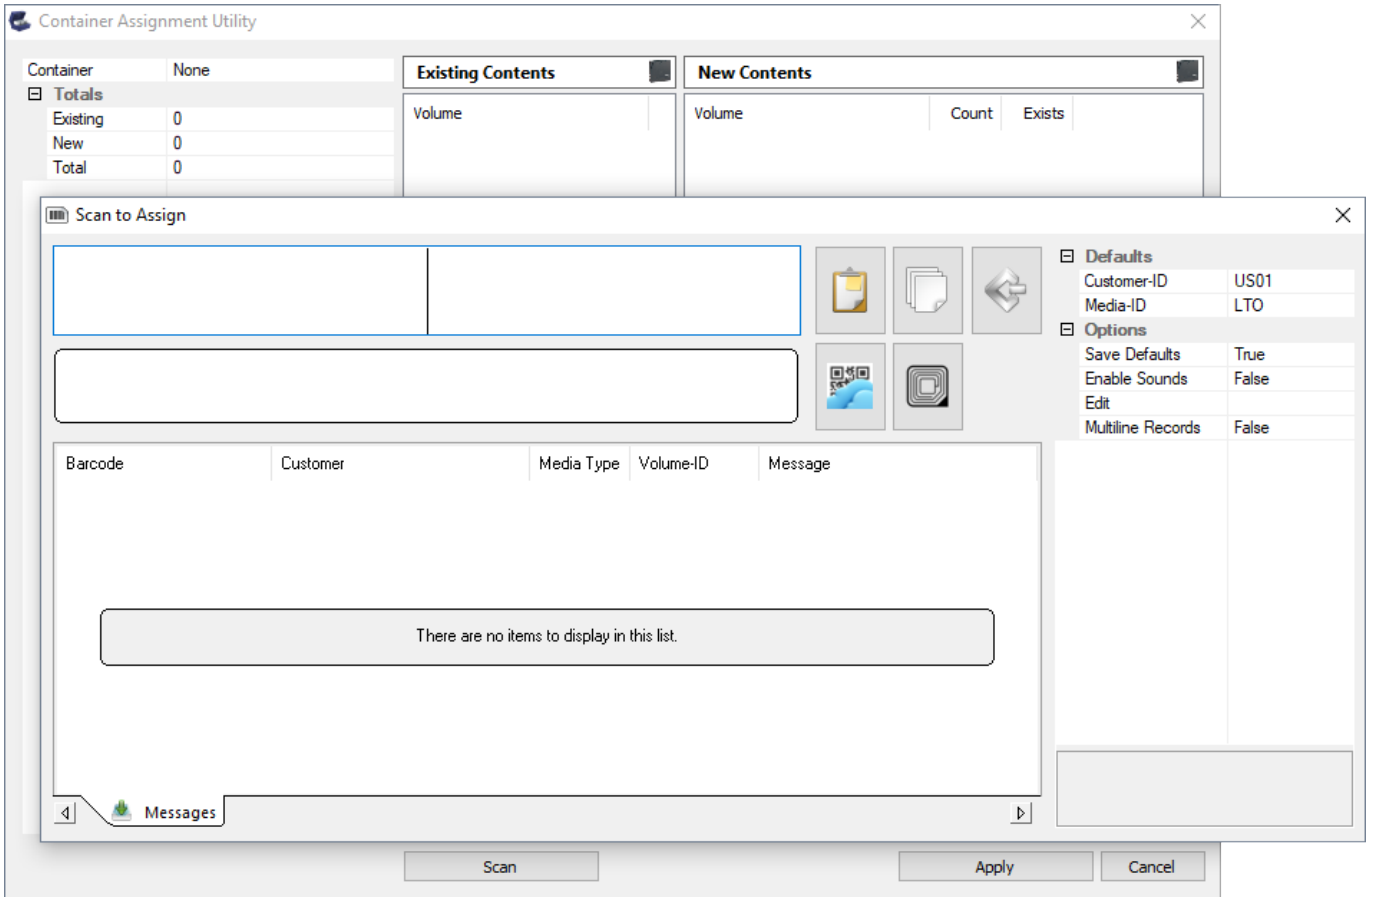 Container Assignment Utility
Container None
Totals
Existing 0
New 0
Total 0
Existing Contents
Volume
New Contents
Volume Count Exists
Scan to Assign
Defaults
Customer-ID US01
Media-ID LTO
Options
Save Defaults True
Enable Sounds False
Edit
Multiline Records False
Barcode Customer Media Type Volume-ID Message
There are no items to display in this list.
Messages
Scan Apply Cancel